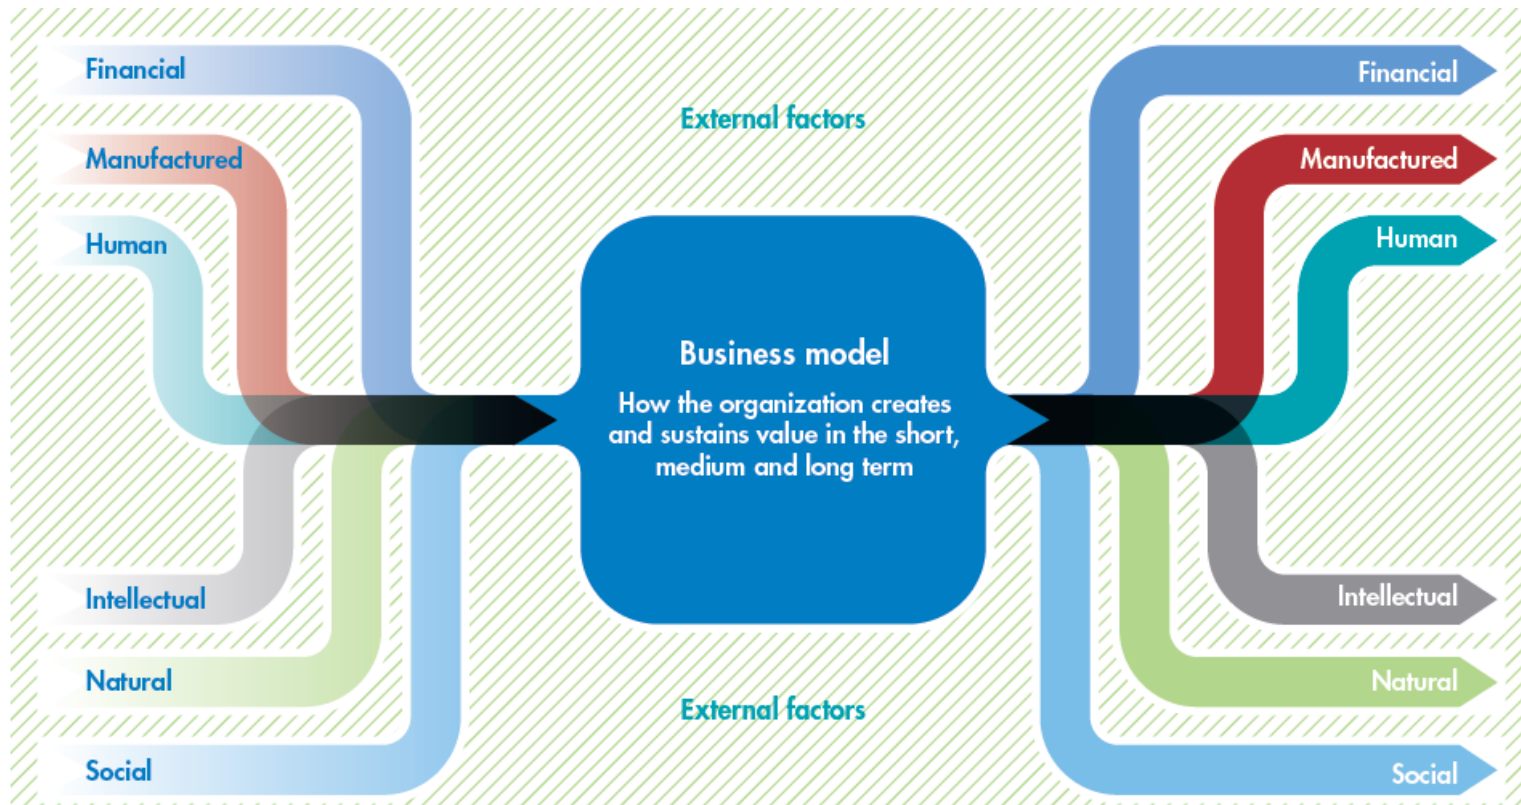 Financial
Manufactured
Human
Intellectual
Natural
Social
External factors
Business model
How the organization creates
and sustains value in the short,
medium and long term
External factors
Financial
Manufactured
Human
Intellectual
Natural
Social